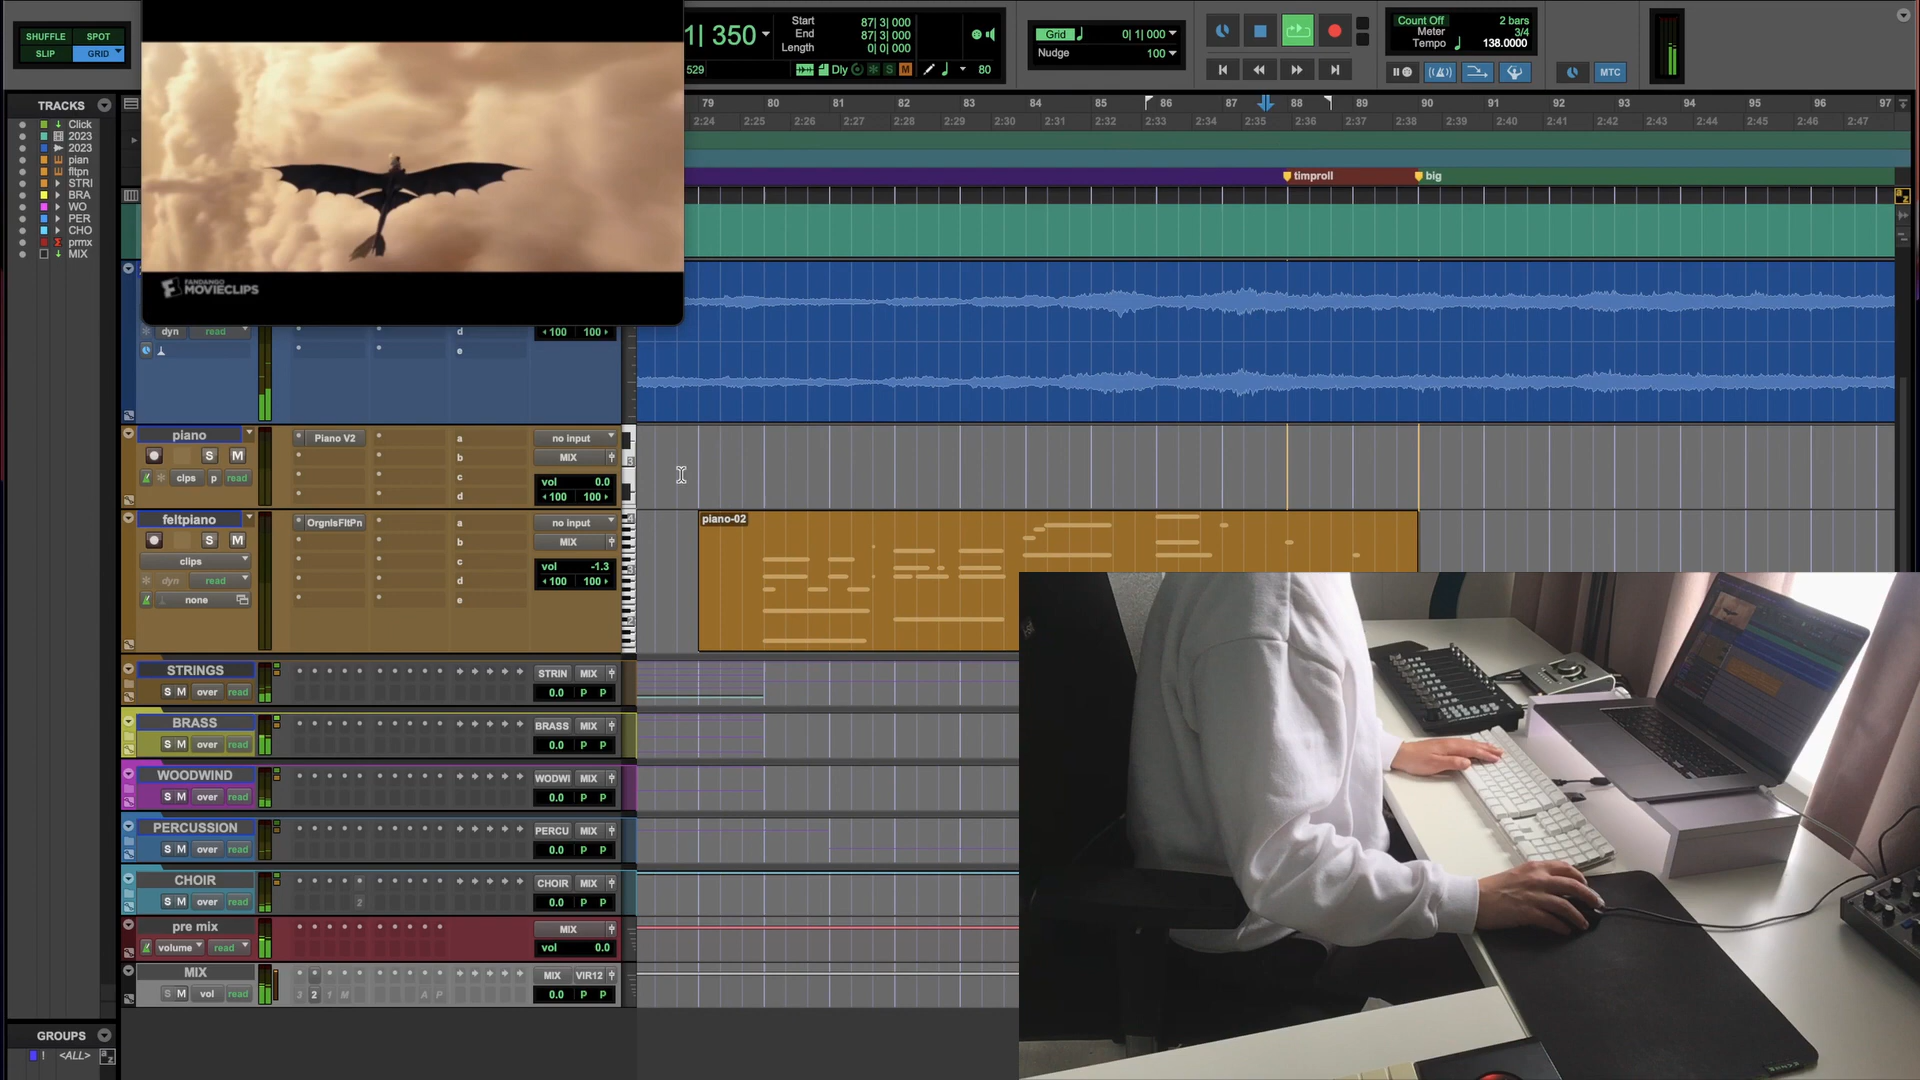 SHUFFLE SPOT
SLIP GRID
1| 350
529
Start 87| 3| 000
End 87| 3| 000
Length 0| 0| 000
Dly S M 80
Grid 0| 1| 000
Nudge 100
Count Off 2 bars
Meter 3/4
Tempo 138.0000
MTC
79 80 81 82 83 84 85 86 87 88 89 90 91 92 93 94 95 96 97
2:24 2:25 2:27 2:28 2:29 2:30 2:31 2:32 2:34 2:35 2:36 2:37 2:38 2:39 2:41 2:42 2:43 2:45 2:46 2:47
timproll big
TRACKS
Click
2023
2023
pian
fltpn
STRI
BRA
WO
PER
CHO
prmx
MIX
FANDANGO
MOVIECLIPS
dyn read d 100 100
e
piano Piano V2 a no input
S M b MIX
clps p read c vol 0.0
d 100 100
feltpiano OrgnlsFltPn a no input
S M b MIX
clips c vol -1.3
dyn read d 100 100
none e
piano-02
STRINGS STRIN MIX
S M over read 0.0 P P
BRASS BRASS MIX
S M over read 0.0 P P
WOODWIND WODWI MIX
S M over read 0.0 P P
PERCUSSION PERCU MIX
S M over read 0.0 P P
CHOIR CHOIR MIX
S M over read 2 0.0 P P
pre mix MIX
volume read vol 0.0
MIX MIX VIR12
S M vol read 3 2 1 M A P 0.0 P P
GROUPS
! <ALL>